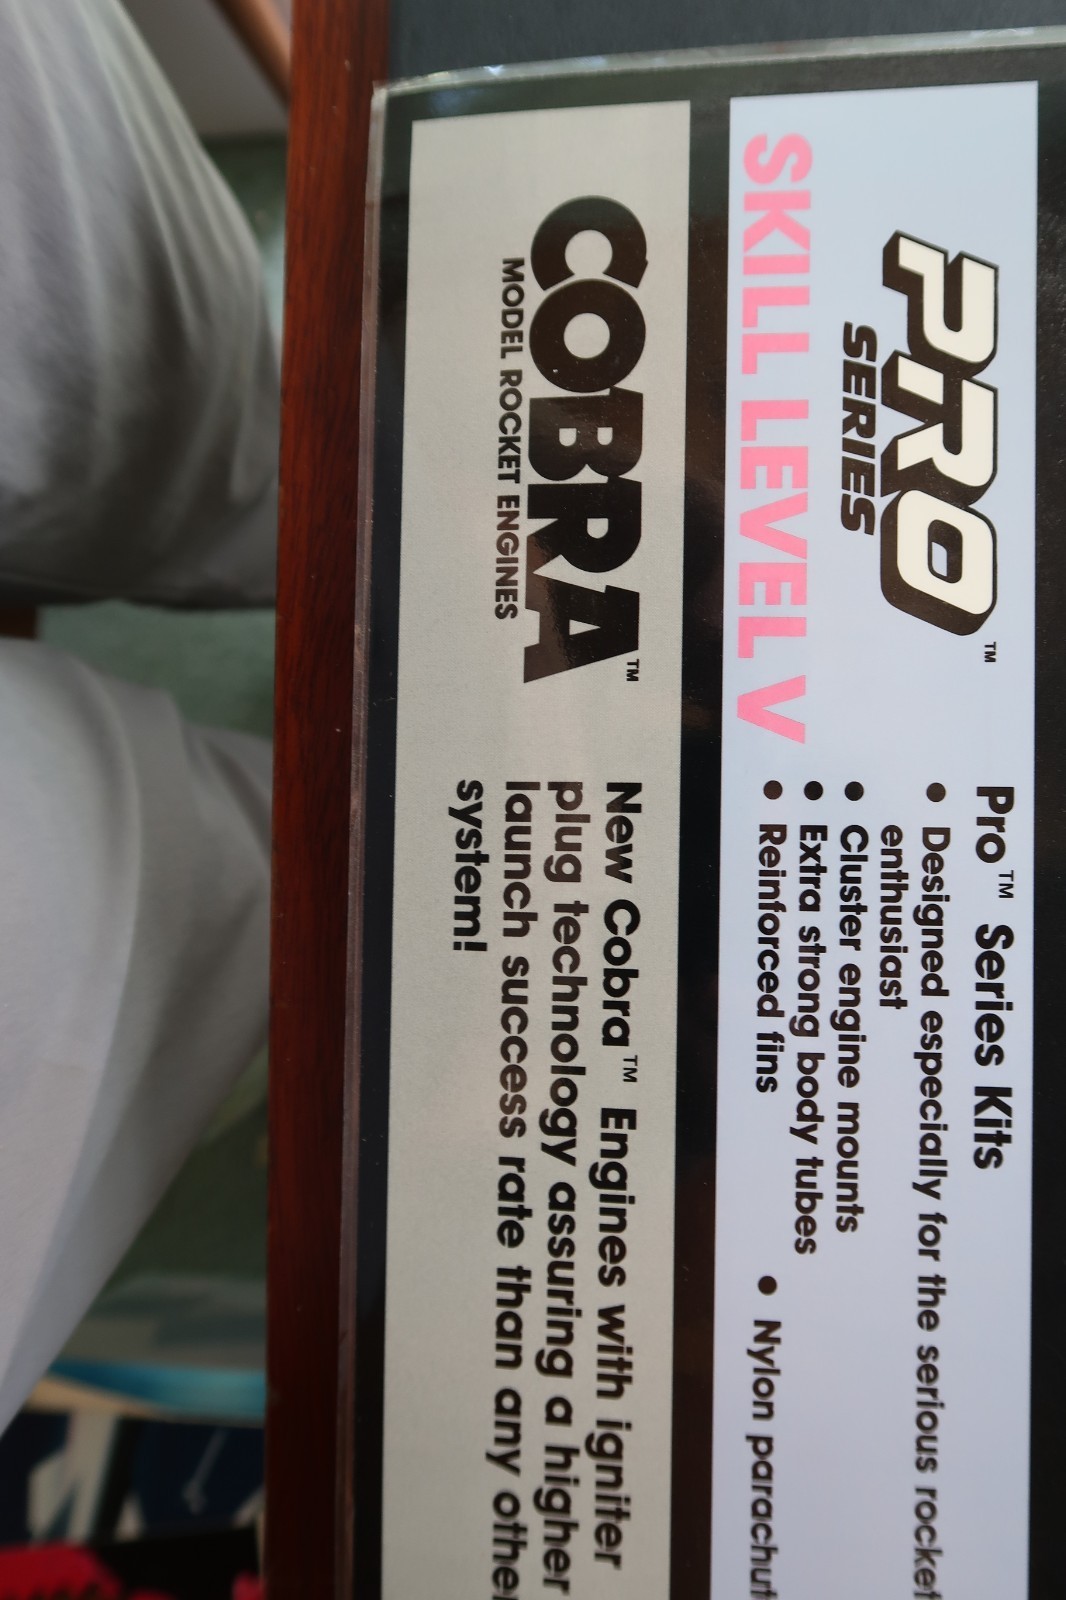 PRO™
SERIES
SKILL LEVEL V
Pro™ Series Kits
• Designed especially for the serious rocket
enthusiast
• Cluster engine mounts
• Extra strong body tubes
• Reinforced fins • Nylon parachut
COBRA™
MODEL ROCKET ENGINES
New Cobra™ Engines with igniter
plug technology assuring a higher
launch success rate than any other
system!